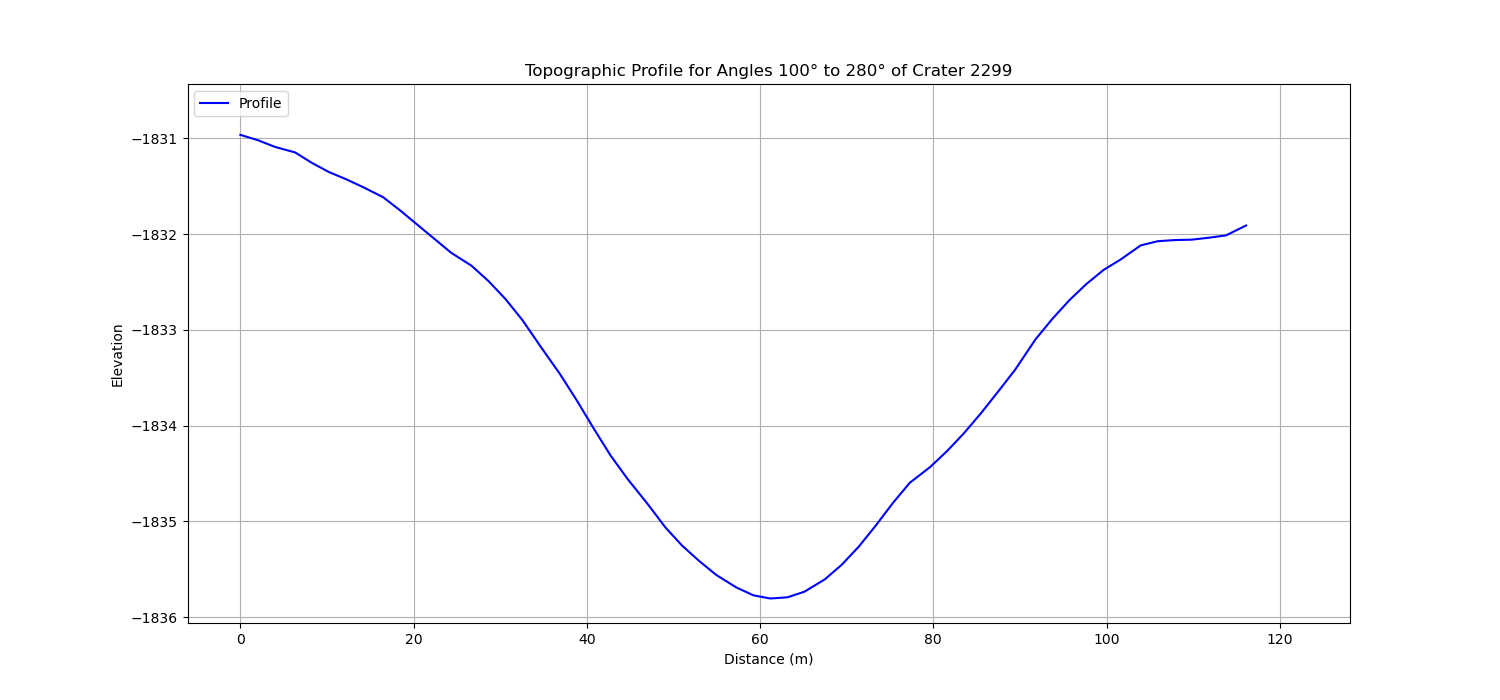 Topographic Profile for Angles 100° to 280° of Crater 2299
Profile
−1831
−1832
−1833
−1834
−1835
−1836
Elevation
0 20 40 60 80 100 120
Distance (m)